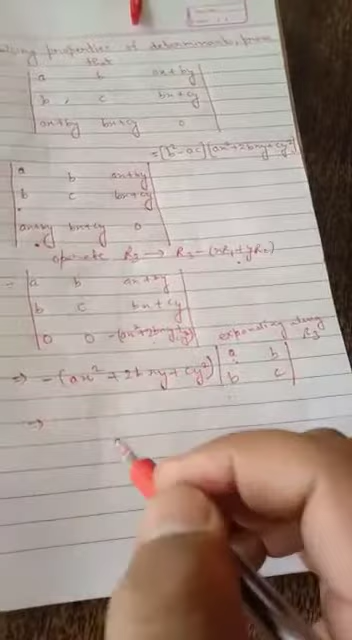 using properties of determinants, prove
that
| a b ax+by |
| b , c bx+cy |
| ax+by bx+cy 0 |
= [b²-ac] [ax²+2bxy+cy²]
| a b ax+by |
| b c bx+cy |
| ax+by bx+cy 0 |
operate R3 → R3 - (xR1 + yR2)
= | a b ax+by |
| b c bx+cy |
| 0 0 -(ax²+2bxy+cy²) |
expanding along R3
⇒ -(ax²+2bxy+cy²) | a b |
| b c |
⇒